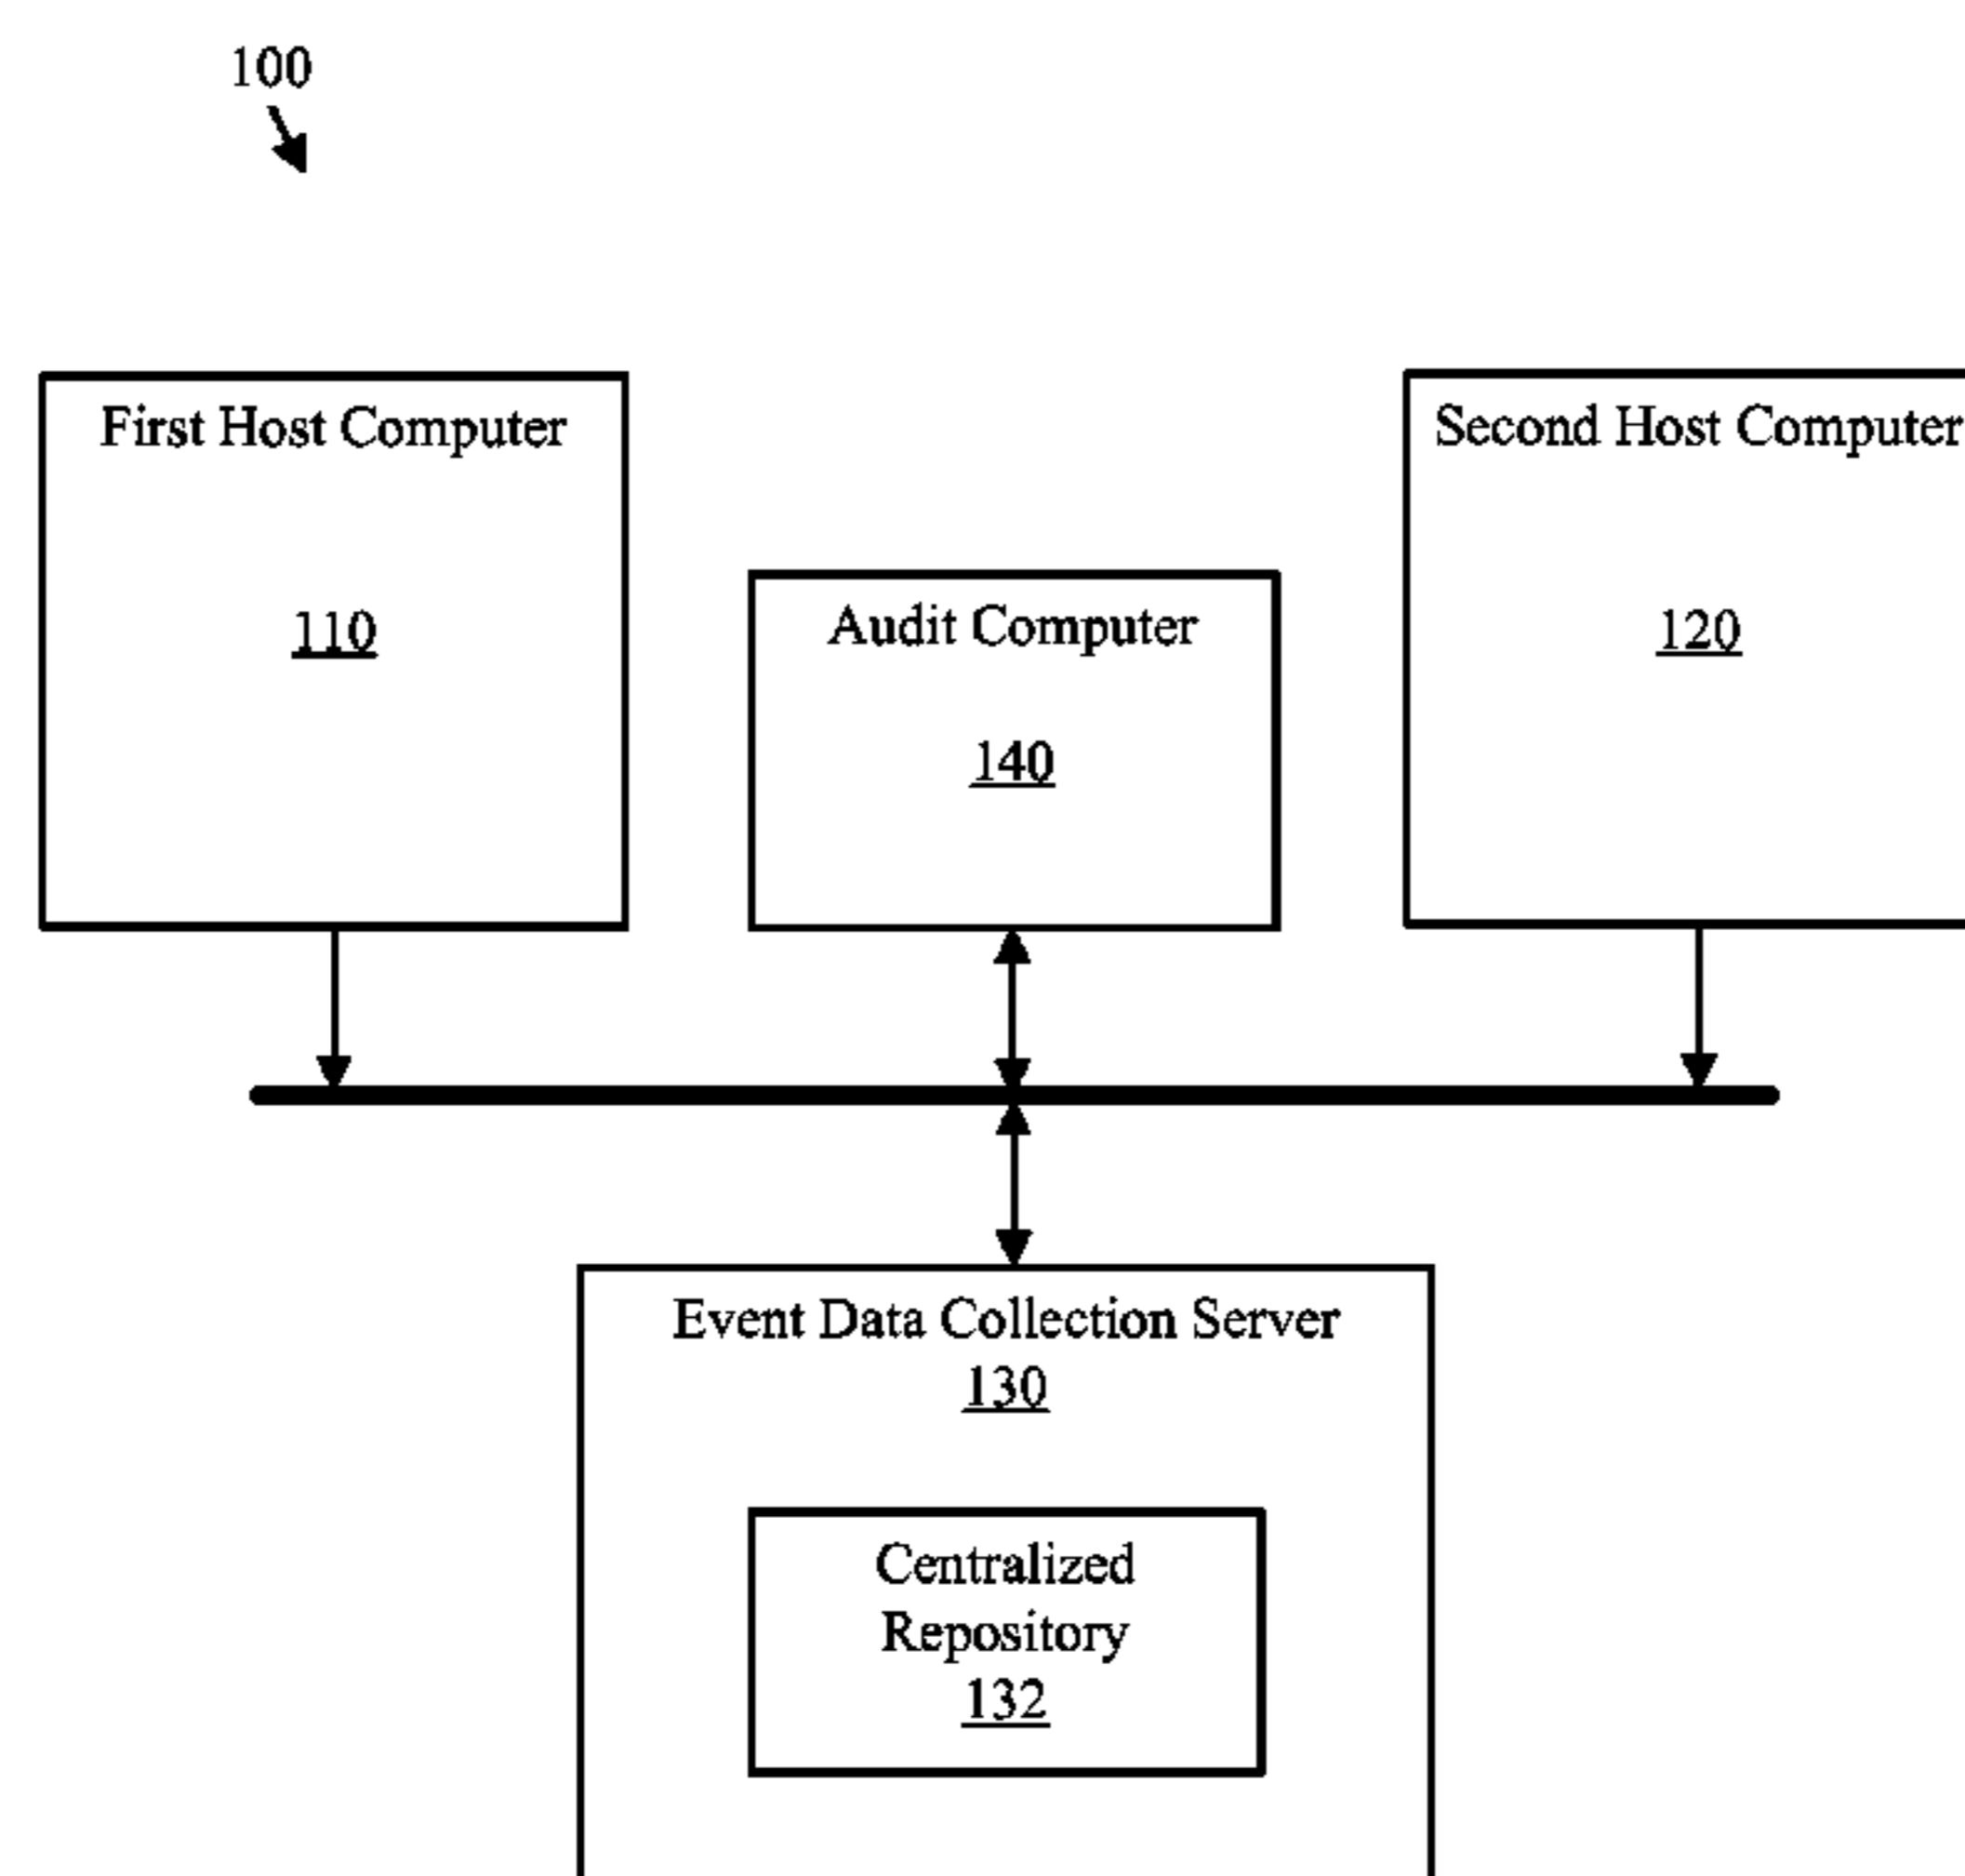 100
First Host Computer
110
Audit Computer
140
Second Host Computer
120
Event Data Collection Server
130
Centralized
Repository
132